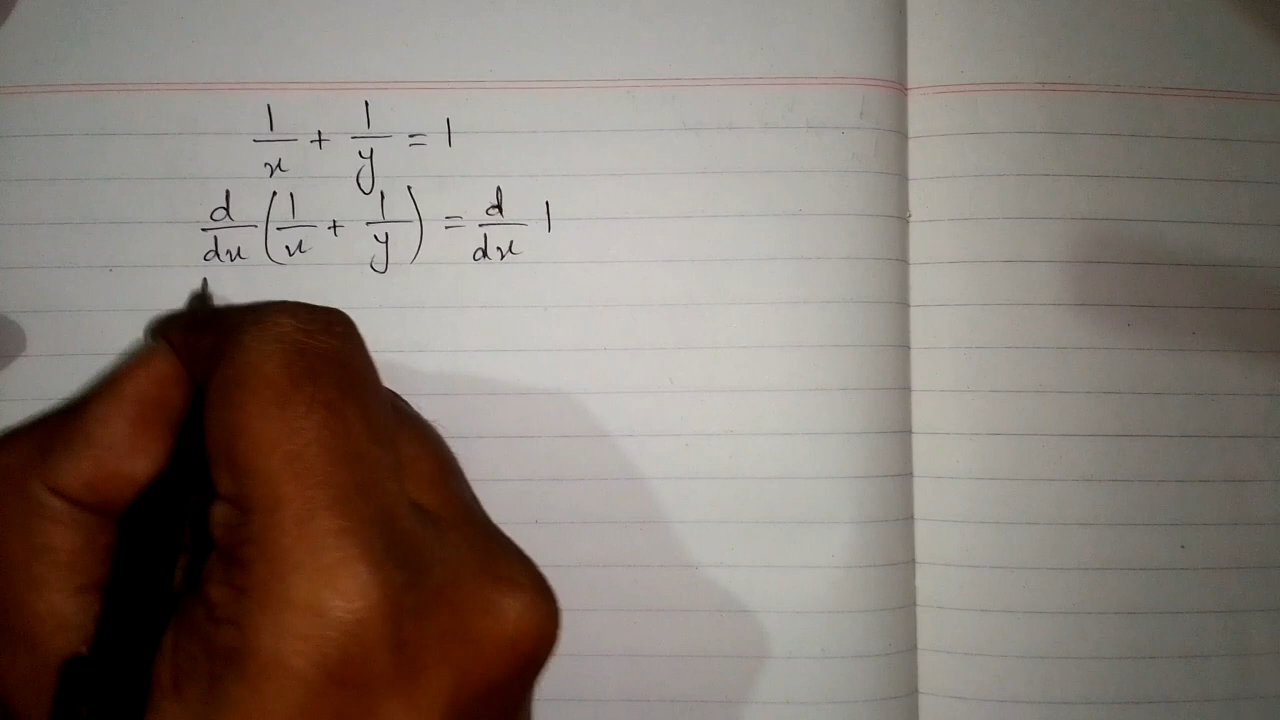 1/x + 1/y = 1
d/dx (1/x + 1/y) = d/dx 1